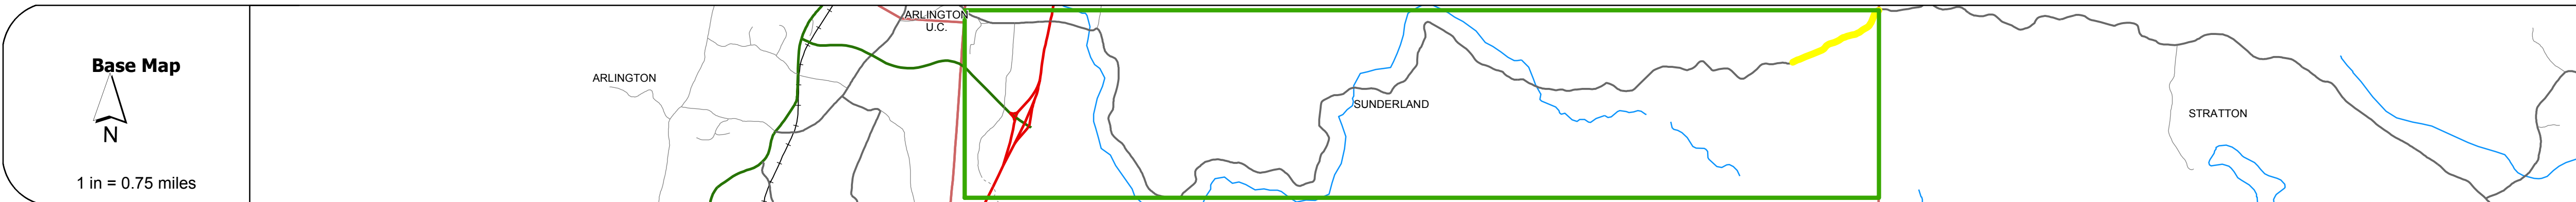 Base Map
N
1 in = 0.75 miles
ARLINGTON
ARLINGTON
U.C.
SUNDERLAND
STRATTON